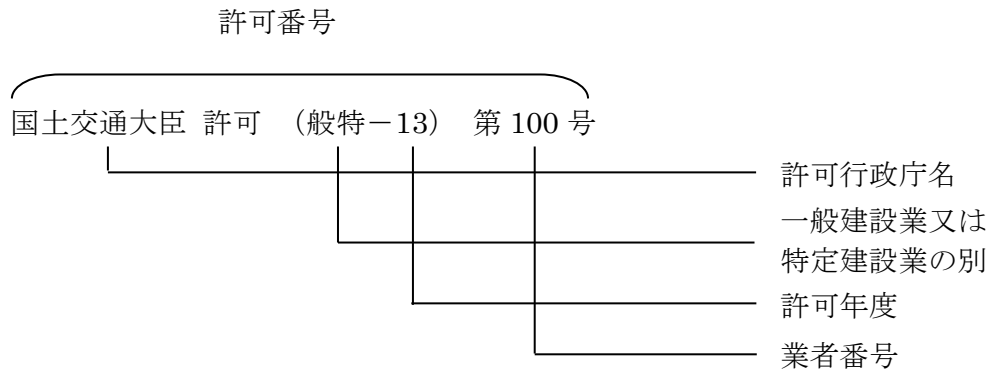 許可番号
国土交通大臣 許可 （般特－13） 第 100 号
許可行政庁名
一般建設業又は
特定建設業の別
許可年度
業者番号